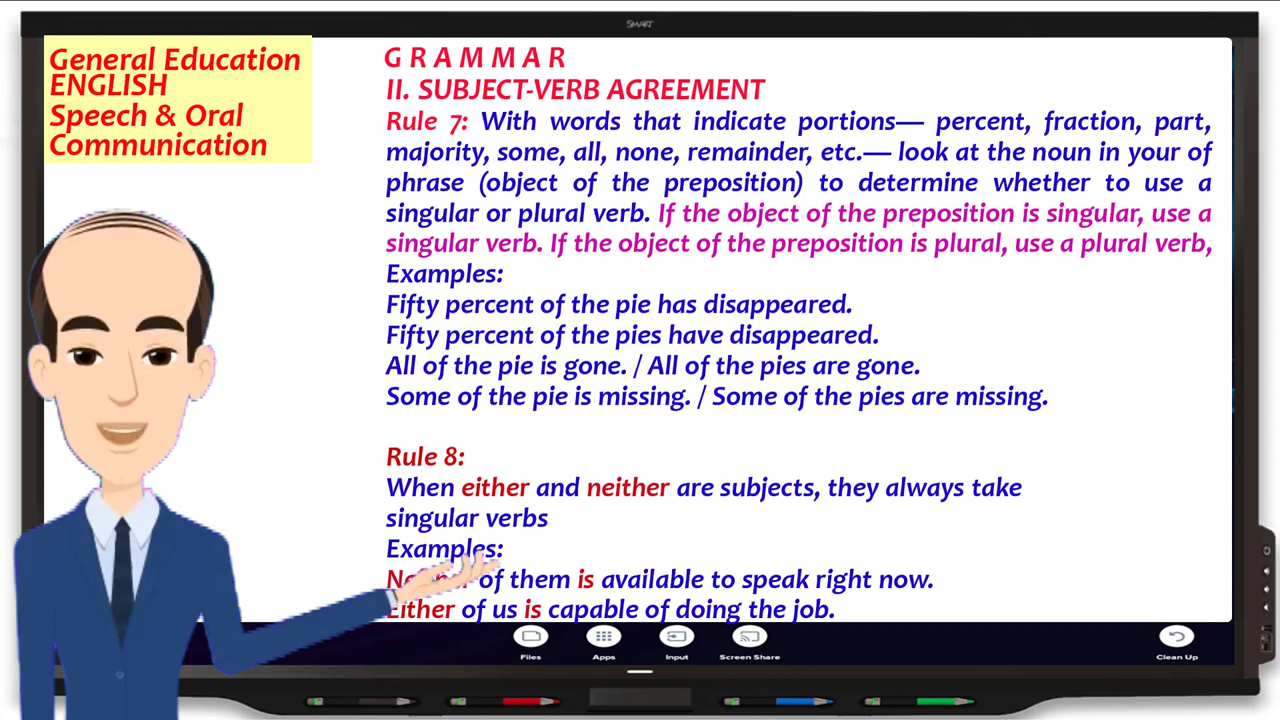 SMART
General Education
ENGLISH
Speech & Oral
Communication
G R A M M A R
II. SUBJECT-VERB AGREEMENT
Rule 7: With words that indicate portions— percent, fraction, part,
majority, some, all, none, remainder, etc.— look at the noun in your of
phrase (object of the preposition) to determine whether to use a
singular or plural verb. If the object of the preposition is singular, use a
singular verb. If the object of the preposition is plural, use a plural verb,
Examples:
Fifty percent of the pie has disappeared.
Fifty percent of the pies have disappeared.
All of the pie is gone. / All of the pies are gone.
Some of the pie is missing. / Some of the pies are missing.
Rule 8:
When either and neither are subjects, they always take
singular verbs
Examples:
of them is available to speak right now.
Either of us is capable of doing the job.
Files
Apps
Input
Screen Share
Clean Up